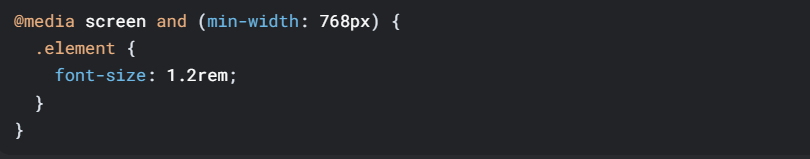 @media screen and (min-width: 768px) {
  .element {
    font-size: 1.2rem;
  }
}